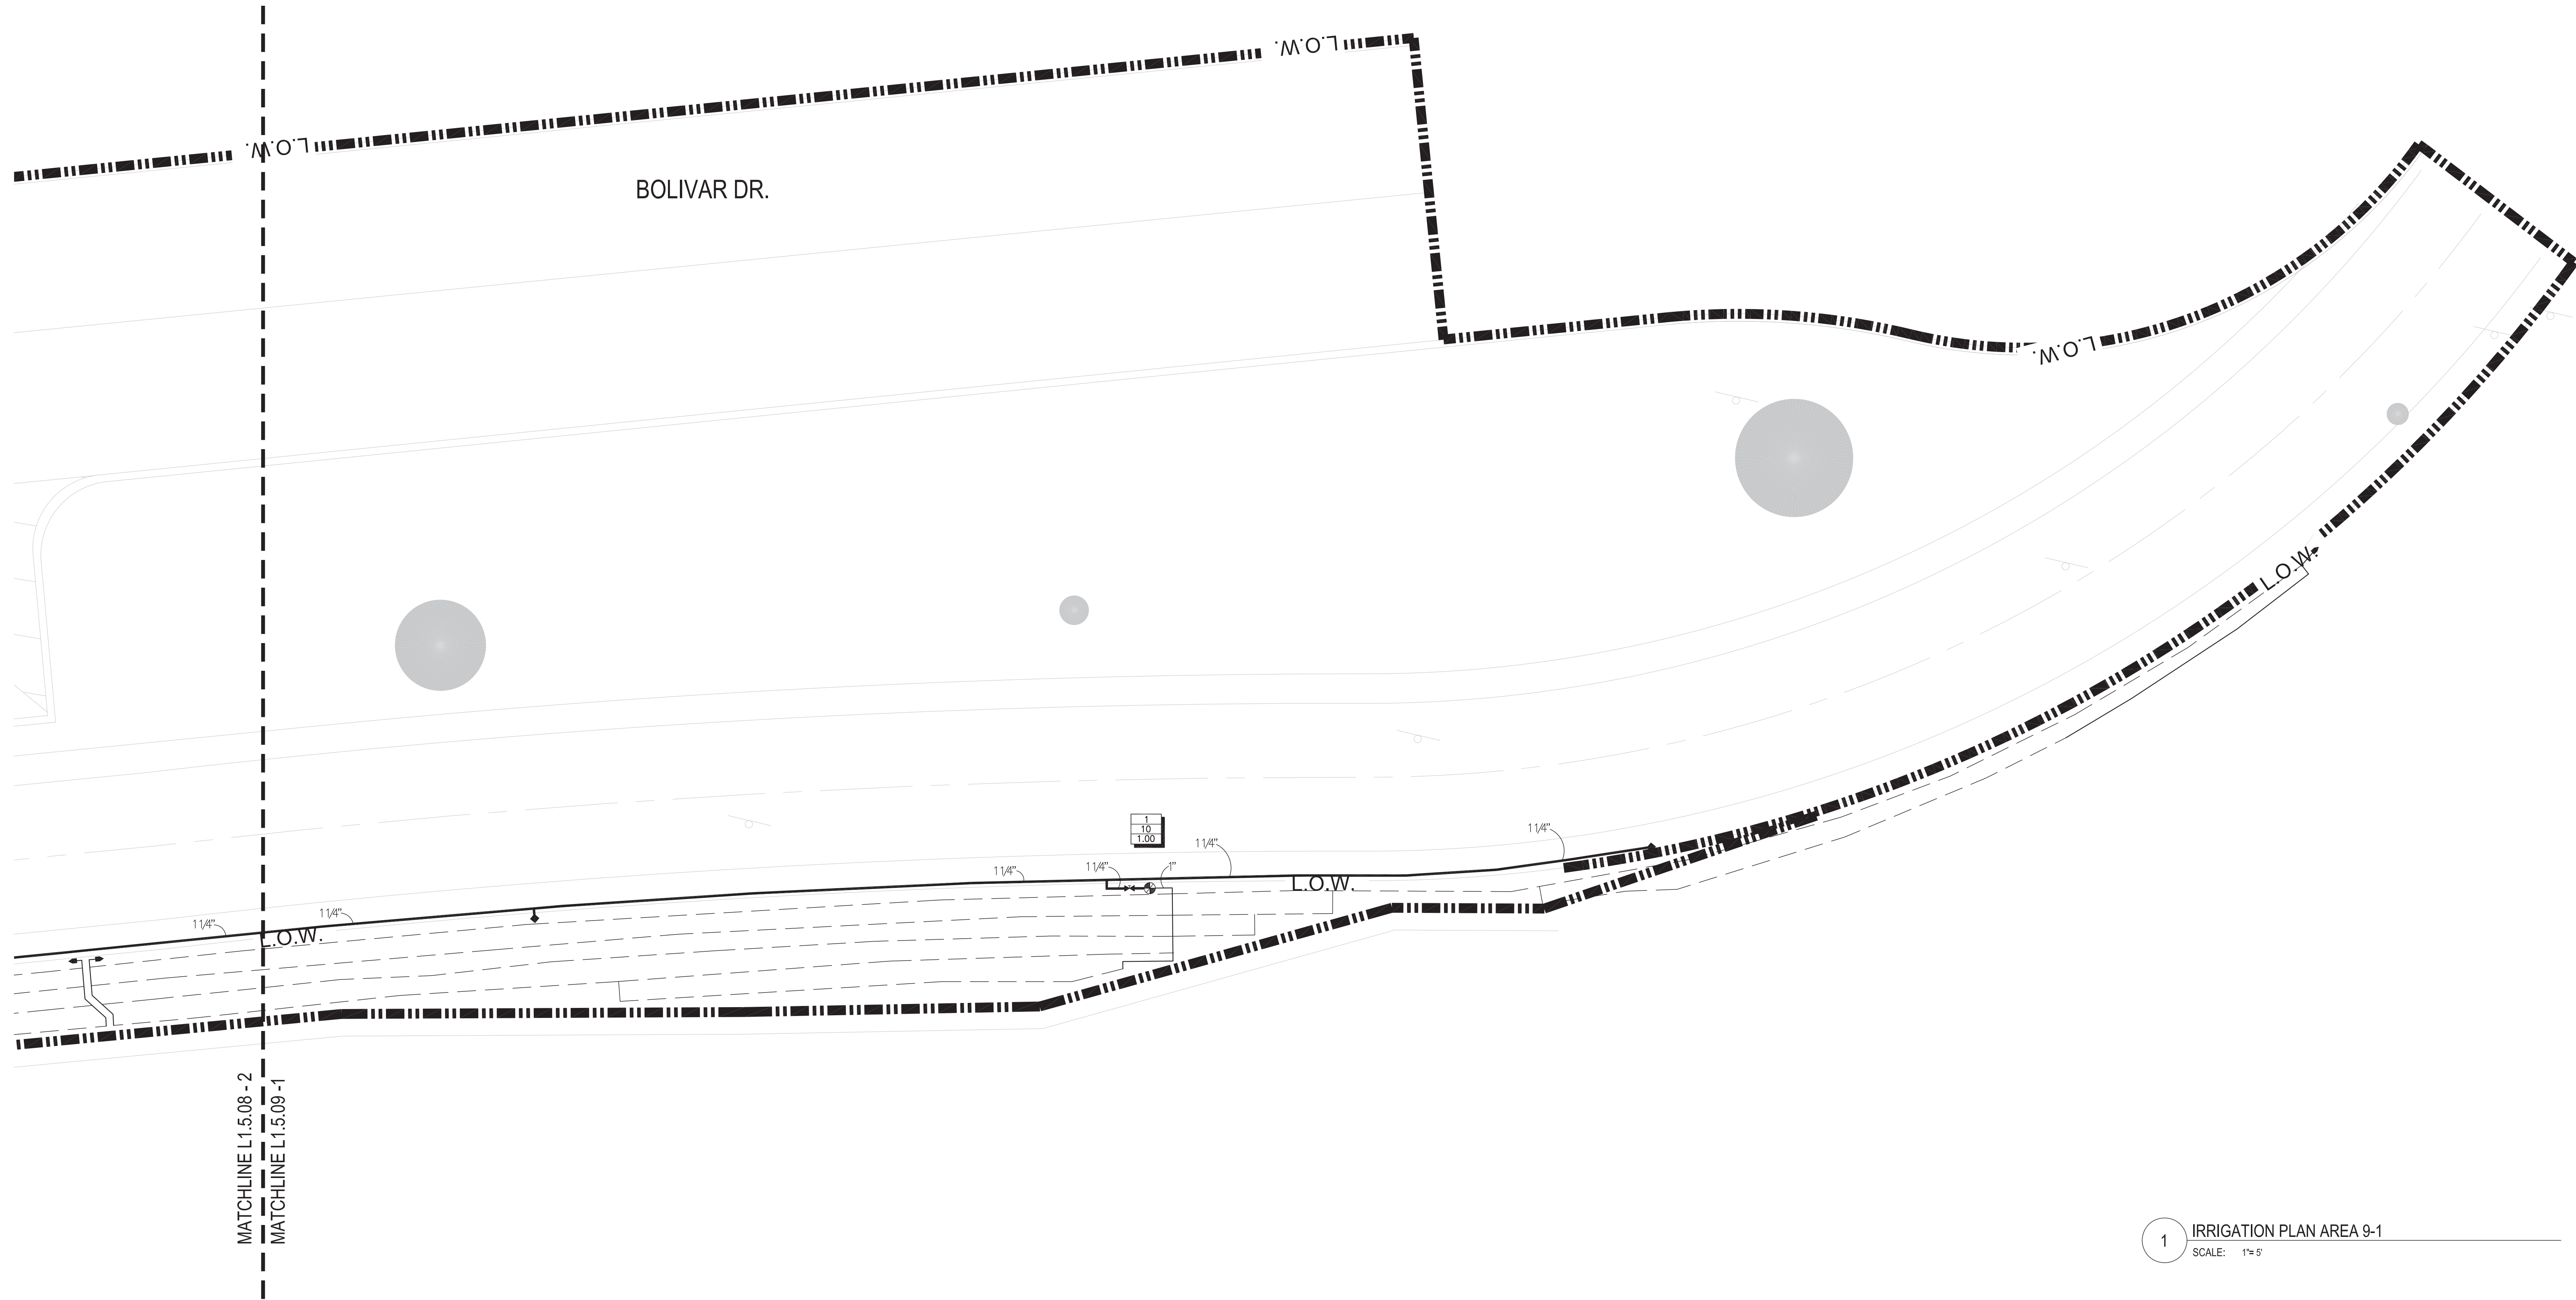 L.O.W.
L.O.W.
BOLIVAR DR.
L.O.W.
L.O.W.
1
10
1.00
1 1/4"
1 1/4"
1 1/4"
1 1/4"
1"
L.O.W.
1 1/4"
1 1/4"
L.O.W.
MATCHLINE L1.5.08 - 2
MATCHLINE L1.5.09 -1
1
IRRIGATION PLAN AREA 9-1
SCALE: 1"= 5'